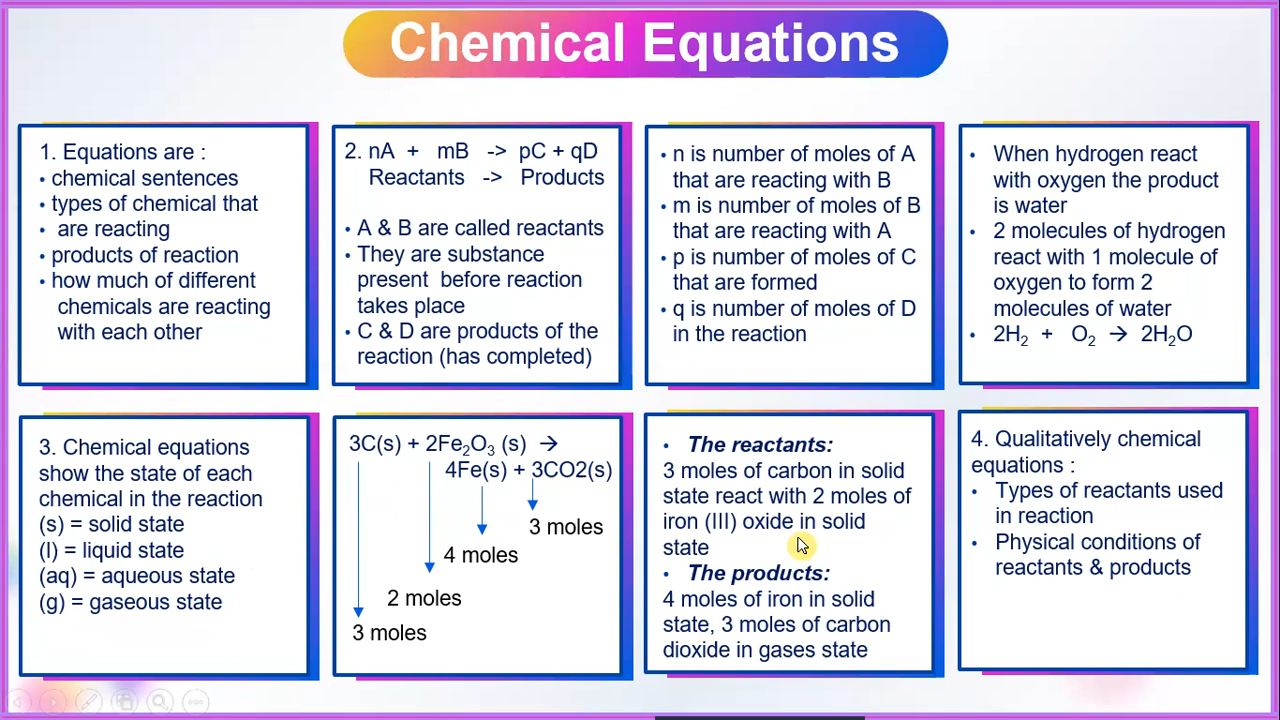 Chemical Equations
1. Equations are :
• chemical sentences
• types of chemical that
• are reacting
• products of reaction
• how much of different
chemicals are reacting
with each other
2. nA + mB -> pC + qD
Reactants -> Products
• A & B are called reactants
• They are substance
present before reaction
takes place
• C & D are products of the
reaction (has completed)
• n is number of moles of A
that are reacting with B
• m is number of moles of B
that are reacting with A
• p is number of moles of C
that are formed
• q is number of moles of D
in the reaction
• When hydrogen react
with oxygen the product
is water
• 2 molecules of hydrogen
react with 1 molecule of
oxygen to form 2
molecules of water
• 2H₂ + O₂ → 2H₂O
3. Chemical equations
show the state of each
chemical in the reaction
(s) = solid state
(l) = liquid state
(aq) = aqueous state
(g) = gaseous state
3C(s) + 2Fe₂O₃ (s) →
4Fe(s) + 3CO2(s)
3 moles
4 moles
2 moles
3 moles
• The reactants:
3 moles of carbon in solid
state react with 2 moles of
iron (III) oxide in solid
state
• The products:
4 moles of iron in solid
state, 3 moles of carbon
dioxide in gases state
4. Qualitatively chemical
equations :
• Types of reactants used
in reaction
• Physical conditions of
reactants & products